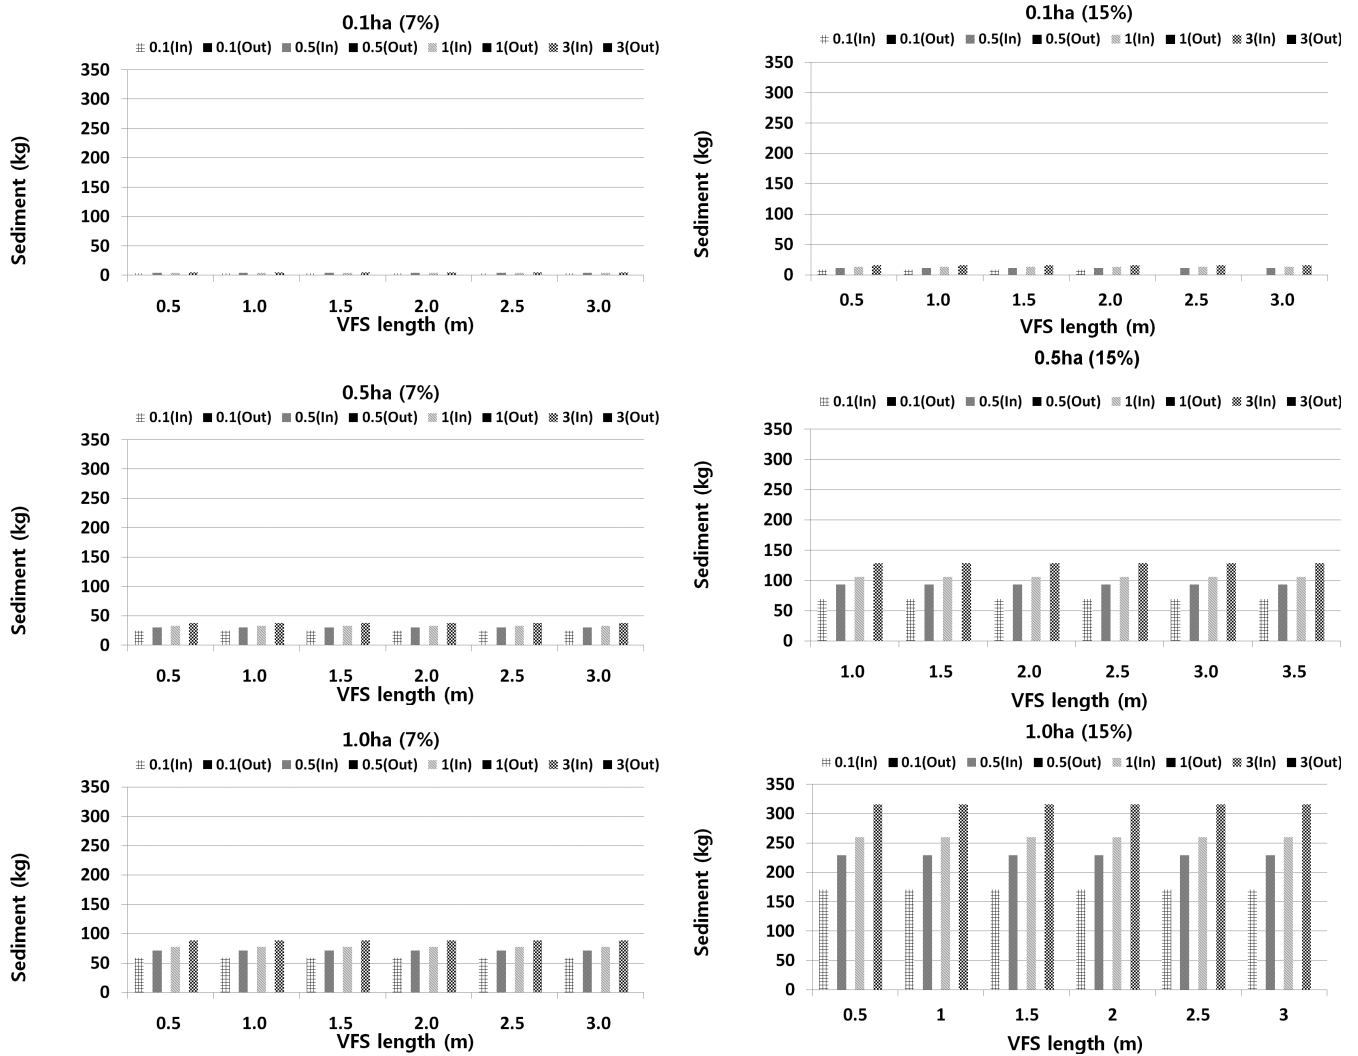 0.1ha (7%)
0.1(In) 0.1(Out) 0.5(In) 0.5(Out) 1(In) 1(Out) 3(In) 3(Out)
350
300
250
200
150
100
50
0
Sediment (kg)
0.5 1.0 1.5 2.0 2.5 3.0
VFS length (m)
0.1ha (15%)
0.1(In) 0.1(Out) 0.5(In) 0.5(Out) 1(In) 1(Out) 3(In) 3(Out)
350
300
250
200
150
100
50
0
Sediment (kg)
0.5 1.0 1.5 2.0 2.5 3.0
VFS length (m)
0.5ha (7%)
0.1(In) 0.1(Out) 0.5(In) 0.5(Out) 1(In) 1(Out) 3(In) 3(Out)
350
300
250
200
150
100
50
0
Sediment (kg)
0.5 1.0 1.5 2.0 2.5 3.0
VFS length (m)
0.5ha (15%)
0.1(In) 0.1(Out) 0.5(In) 0.5(Out) 1(In) 1(Out) 3(In) 3(Out)
350
300
250
200
150
100
50
0
Sediment (kg)
1.0 1.5 2.0 2.5 3.0 3.5
VFS length (m)
1.0ha (7%)
0.1(In) 0.1(Out) 0.5(In) 0.5(Out) 1(In) 1(Out) 3(In) 3(Out)
350
300
250
200
150
100
50
0
Sediment (kg)
0.5 1.0 1.5 2.0 2.5 3.0
VFS length (m)
1.0ha (15%)
0.1(In) 0.1(Out) 0.5(In) 0.5(Out) 1(In) 1(Out) 3(In) 3(Out)
350
300
250
200
150
100
50
0
Sediment (kg)
0.5 1 1.5 2 2.5 3
VFS length (m)